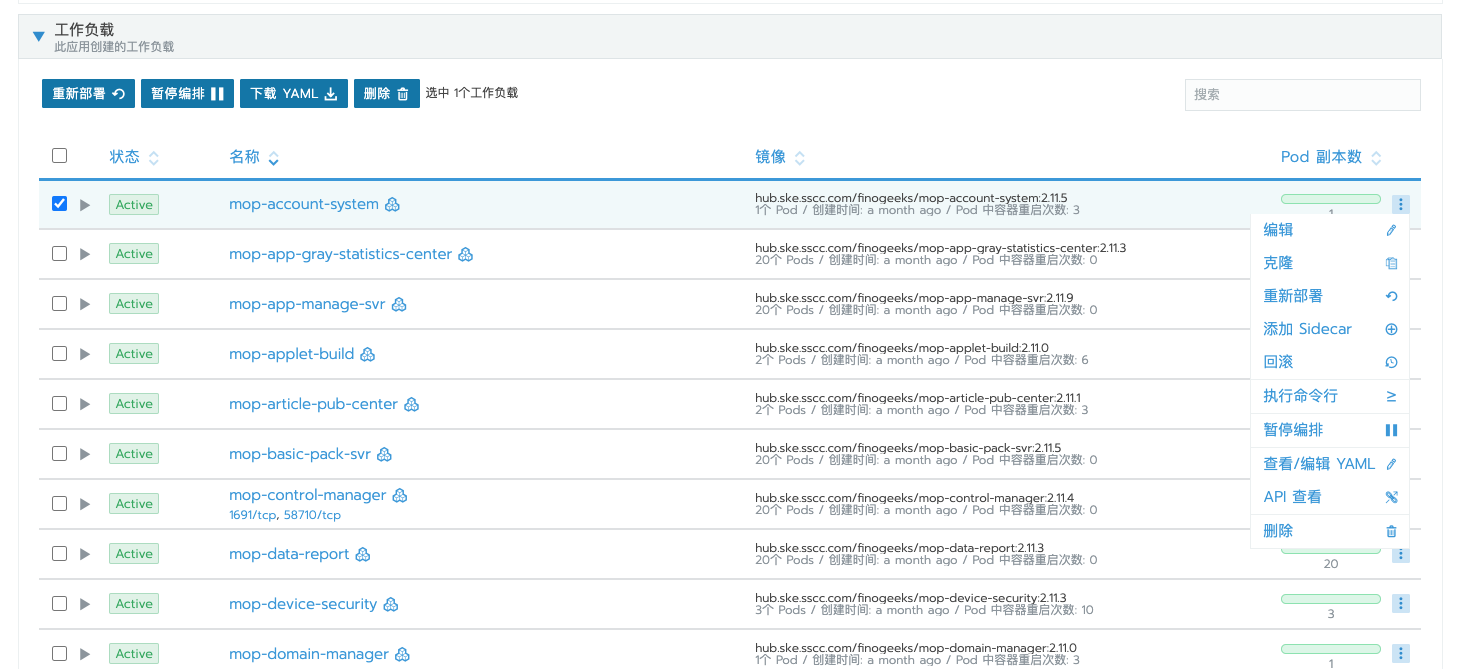 工作负载
此应用创建的工作负载
重新部署 暂停编排 下载 YAML 删除 选中 1个工作负载 搜索
状态 名称 镜像 Pod 副本数
Active mop-account-system hub.ske.sscc.com/finogeeks/mop-account-system:2.11.5
1个 Pod / 创建时间: a month ago / Pod 中容器重启次数: 3
1
编辑
克隆
重新部署
添加 Sidecar
回滚
执行命令行
暂停编排
查看/编辑 YAML
API 查看
删除
Active mop-app-gray-statistics-center hub.ske.sscc.com/finogeeks/mop-app-gray-statistics-center:2.11.3
20个 Pods / 创建时间: a month ago / Pod 中容器重启次数: 0
Active mop-app-manage-svr hub.ske.sscc.com/finogeeks/mop-app-manage-svr:2.11.9
20个 Pods / 创建时间: a month ago / Pod 中容器重启次数: 0
Active mop-applet-build hub.ske.sscc.com/finogeeks/mop-applet-build:2.11.0
2个 Pods / 创建时间: a month ago / Pod 中容器重启次数: 6
Active mop-article-pub-center hub.ske.sscc.com/finogeeks/mop-article-pub-center:2.11.1
2个 Pods / 创建时间: a month ago / Pod 中容器重启次数: 3
Active mop-basic-pack-svr hub.ske.sscc.com/finogeeks/mop-basic-pack-svr:2.11.5
20个 Pods / 创建时间: a month ago / Pod 中容器重启次数: 0
Active mop-control-manager hub.ske.sscc.com/finogeeks/mop-control-manager:2.11.4
1691/tcp, 58710/tcp 20个 Pods / 创建时间: a month ago / Pod 中容器重启次数: 0
Active mop-data-report hub.ske.sscc.com/finogeeks/mop-data-report:2.11.3
20个 Pods / 创建时间: a month ago / Pod 中容器重启次数: 0
20
Active mop-device-security hub.ske.sscc.com/finogeeks/mop-device-security:2.11.3
3个 Pods / 创建时间: a month ago / Pod 中容器重启次数: 10
3
Active mop-domain-manager hub.ske.sscc.com/finogeeks/mop-domain-manager:2.11.0
1个 Pod / 创建时间: a month ago / Pod 中容器重启次数: 3
1